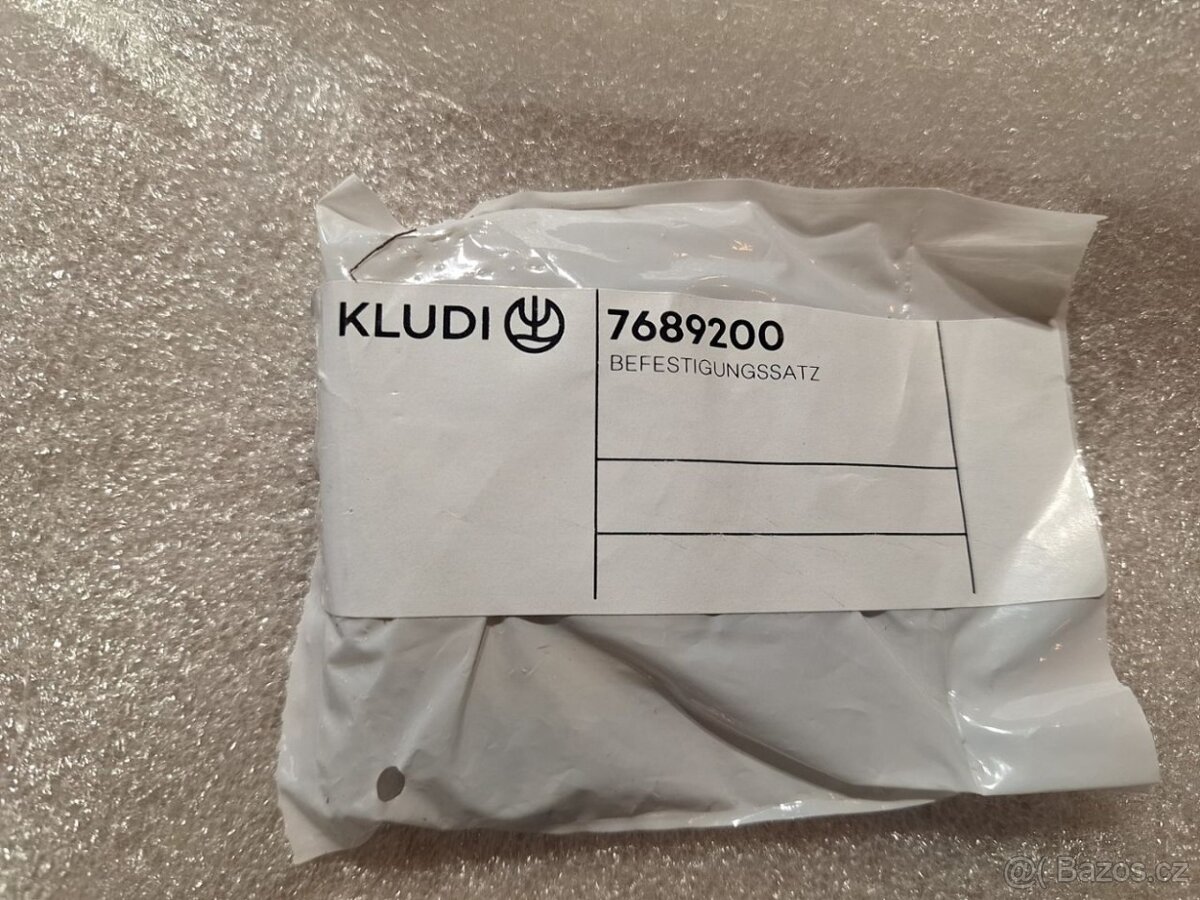 KLUDI
7689200
BEFESTIGUNGSSATZ
@( Bazos.cz